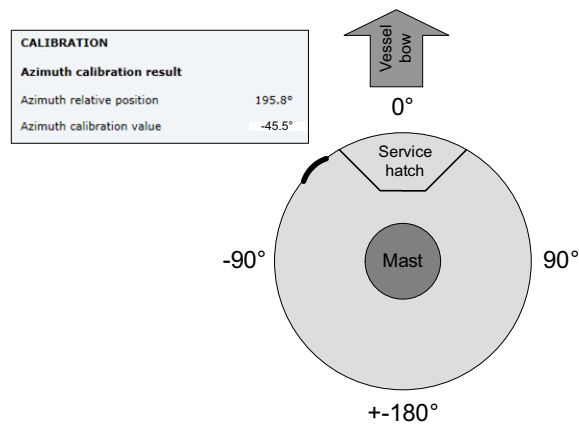 CALIBRATION
Azimuth calibration result
Azimuth relative position 195.8°
Azimuth calibration value -45.5°
Vessel
bow
0°
Service
hatch
-90°
Mast
90°
+-180°